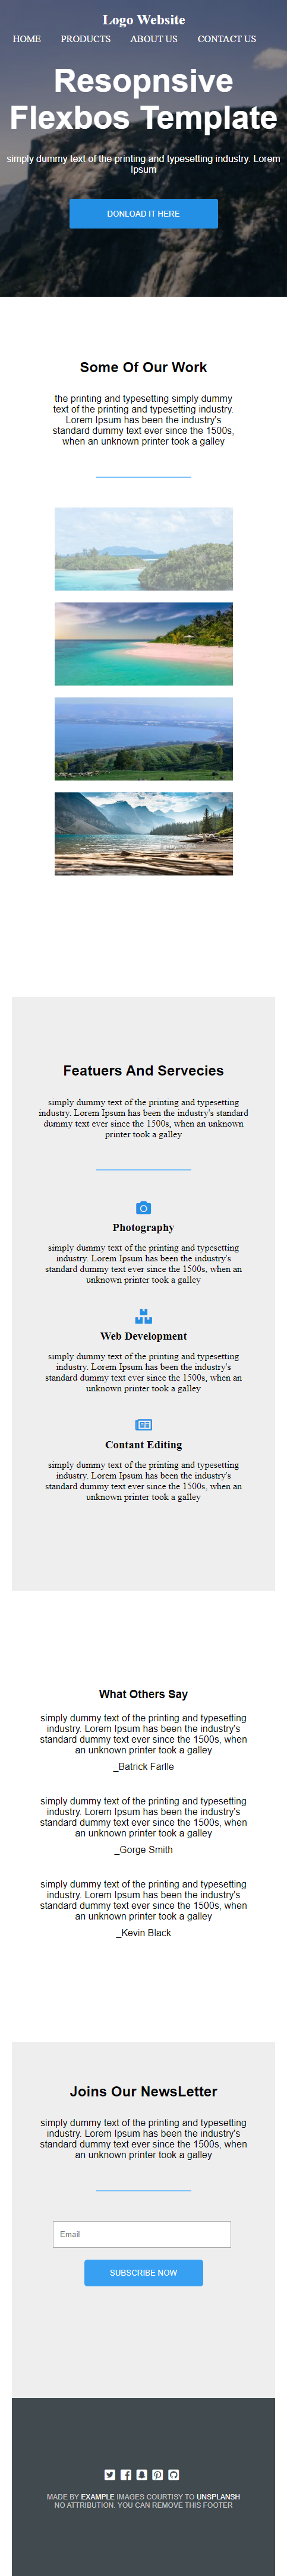 Logo Website
HOME PRODUCTS ABOUT US CONTACT US
Resopnsive
Flexbos Template
simply dummy text of the printing and typesetting industry. Lorem
Ipsum
DONLOAD IT HERE
Some Of Our Work
the printing and typesetting simply dummy
text of the printing and typesetting industry.
Lorem Ipsum has been the industry's
standard dummy text ever since the 1500s,
when an unknown printer took a galley
Featuers And Servecies
simply dummy text of the printing and typesetting
industry. Lorem Ipsum has been the industry's standard
dummy text ever since the 1500s, when an unknown
printer took a galley
Photography
simply dummy text of the printing and typesetting
industry. Lorem Ipsum has been the industry's
standard dummy text ever since the 1500s, when an
unknown printer took a galley
Web Development
simply dummy text of the printing and typesetting
industry. Lorem Ipsum has been the industry's
standard dummy text ever since the 1500s, when an
unknown printer took a galley
Contant Editing
simply dummy text of the printing and typesetting
industry. Lorem Ipsum has been the industry's
standard dummy text ever since the 1500s, when an
unknown printer took a galley
What Others Say
simply dummy text of the printing and typesetting
industry. Lorem Ipsum has been the industry's
standard dummy text ever since the 1500s, when
an unknown printer took a galley
_Batrick Farlle
simply dummy text of the printing and typesetting
industry. Lorem Ipsum has been the industry's
standard dummy text ever since the 1500s, when
an unknown printer took a galley
_Gorge Smith
simply dummy text of the printing and typesetting
industry. Lorem Ipsum has been the industry's
standard dummy text ever since the 1500s, when
an unknown printer took a galley
_Kevin Black
Joins Our NewsLetter
simply dummy text of the printing and typesetting
industry. Lorem Ipsum has been the industry's
standard dummy text ever since the 1500s, when
an unknown printer took a galley
Email
SUBSCRIBE NOW
MADE BY EXAMPLE IMAGES COURTISY TO UNSPLANSH
NO ATTRIBUTION. YOU CAN REMOVE THIS FOOTER